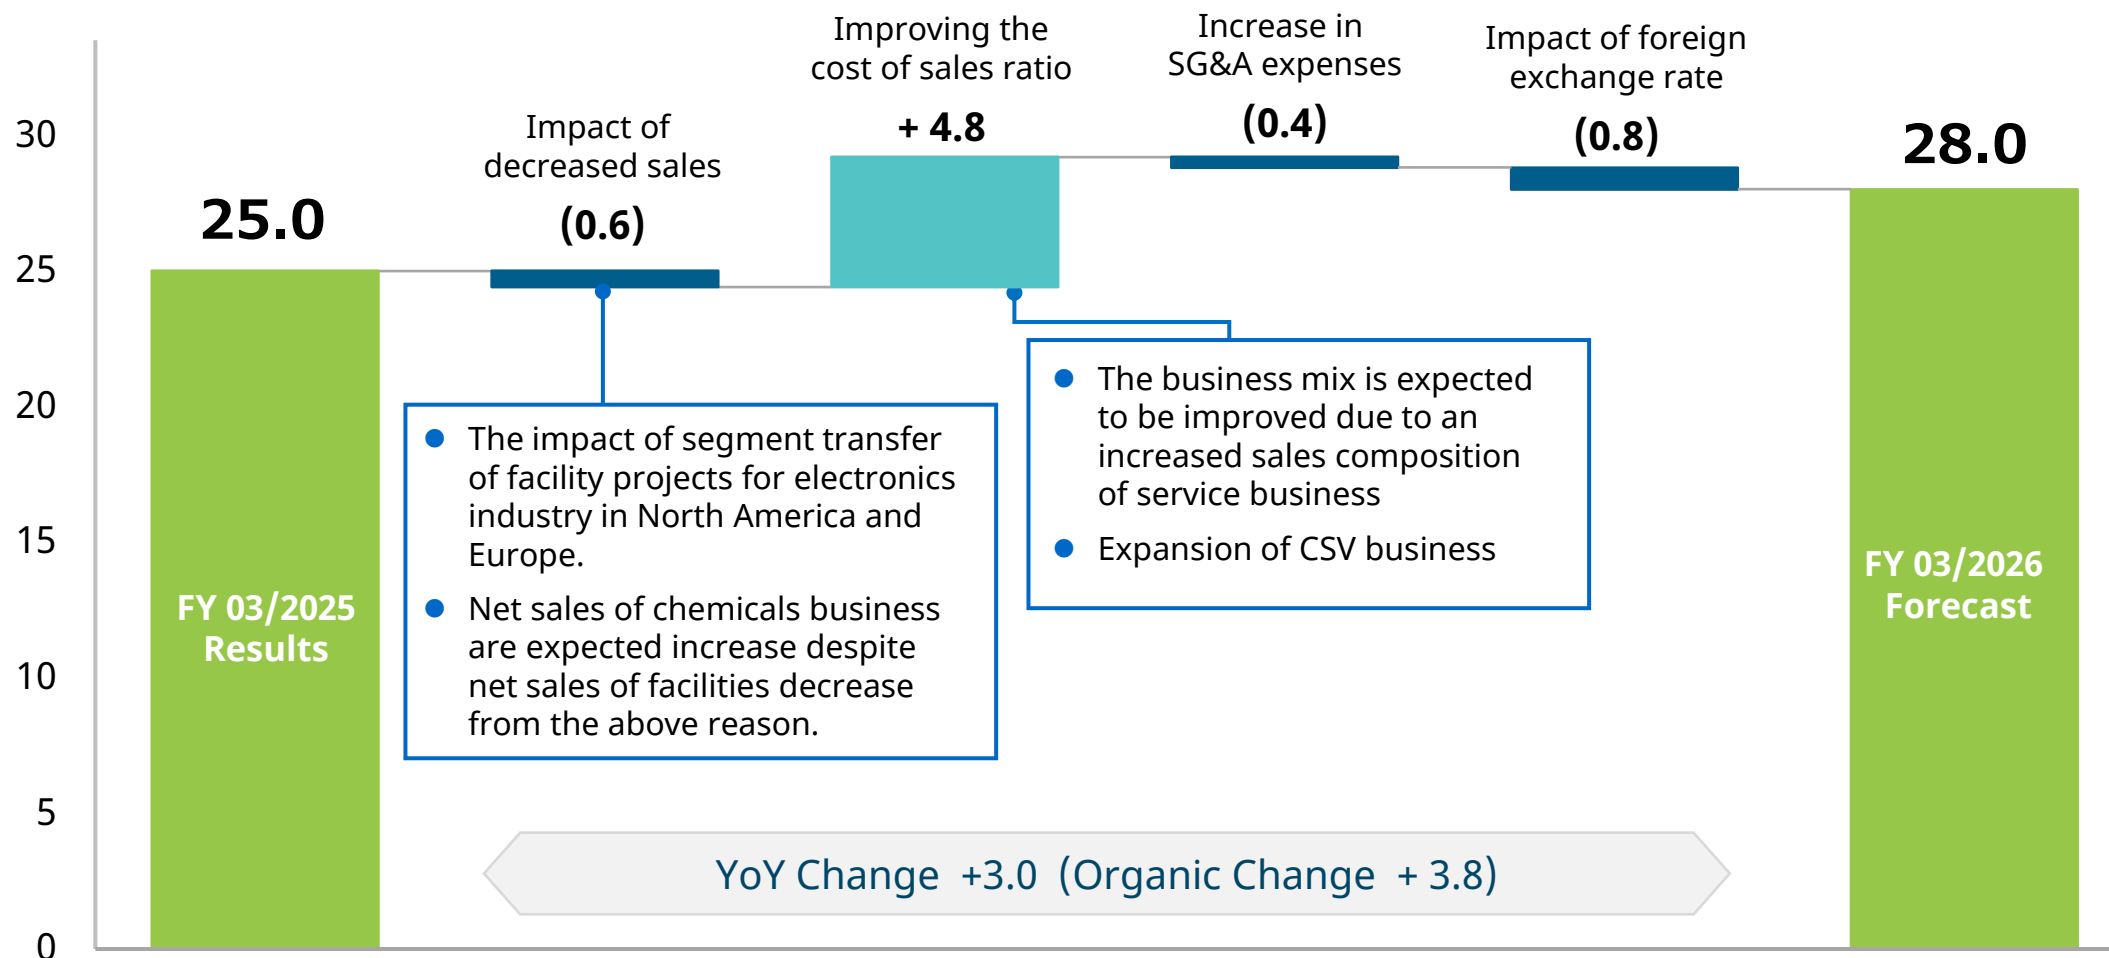 Improving the
cost of sales ratio
+ 4.8
Increase in
SG&A expenses
(0.4)
Impact of foreign
exchange rate
(0.8)
Impact of
decreased sales
(0.6)
25.0
28.0
30
25
20
15
10
5
0
The impact of segment transfer
of facility projects for electronics
industry in North America and
Europe.
Net sales of chemicals business
are expected increase despite
net sales of facilities decrease
from the above reason.
The business mix is expected
to be improved due to an
increased sales composition
of service business
Expansion of CSV business
FY 03/2025
Results
FY 03/2026
Forecast
YoY Change +3.0 (Organic Change + 3.8)